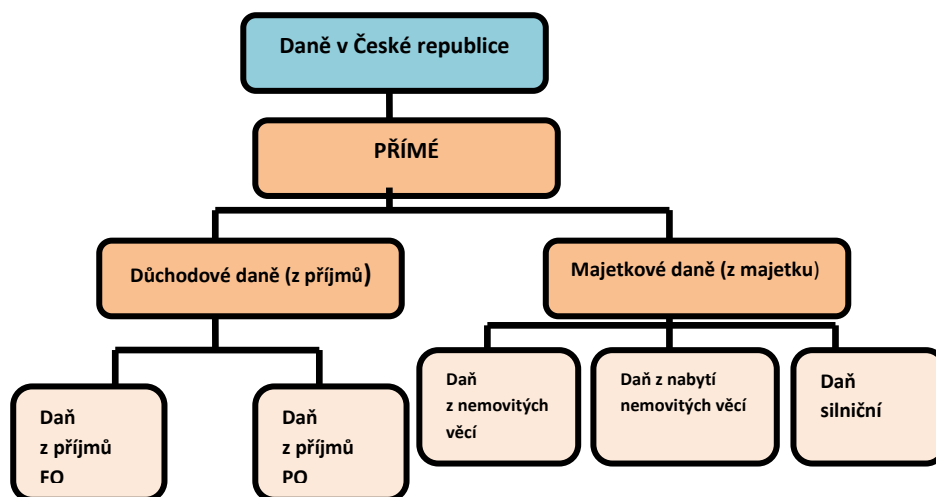 Daně v České republice
PŘÍMÉ
Důchodové daně (z příjmů)
Majetkové daně (z majetku)
Daň
z příjmů
FO
Daň
z příjmů
PO
Daň
z nemovitých
věcí
Daň z nabytí
nemovitých věcí
Daň
silniční